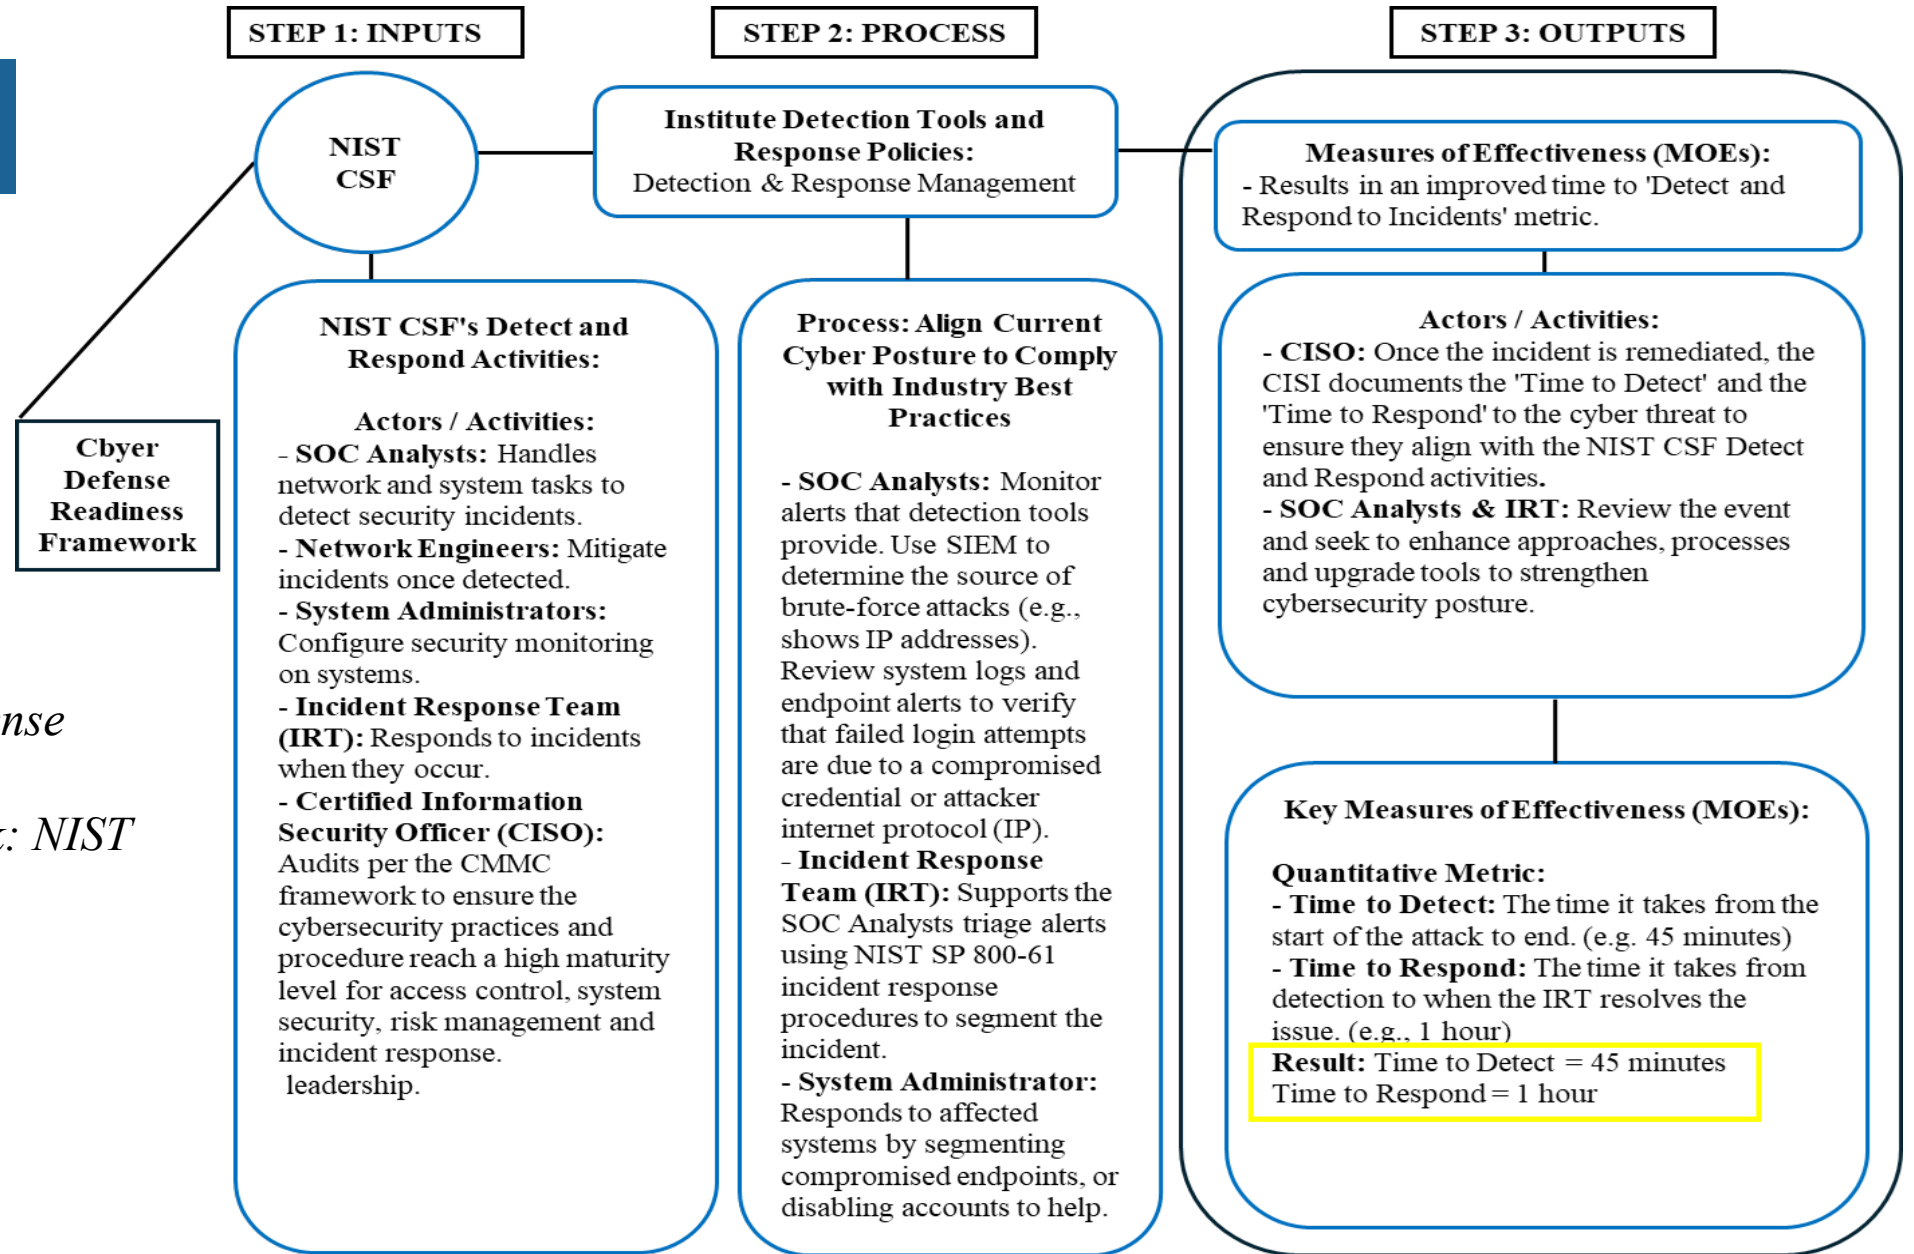 STEP 1: INPUTS
STEP 2: PROCESS
STEP 3: OUTPUTS
NIST
CSF
Institute Detection Tools and
Response Policies:
Detection & Response Management
Measures of Effectiveness (MOEs):
- Results in an improved time to 'Detect and
Respond to Incidents' metric.
Cbyer
Defense
Readiness
Framework
nse
: NIST
NIST CSF's Detect and
Respond Activities:
Actors / Activities:
- SOC Analysts: Handles
network and system tasks to
detect security incidents.
- Network Engineers: Mitigate
incidents once detected.
- System Administrators:
Configure security monitoring
on systems.
- Incident Response Team
(IRT): Responds to incidents
when they occur.
- Certified Information
Security Officer (CISO):
Audits per the CMMC
framework to ensure the
cybersecurity practices and
procedure reach a high maturity
level for access control, system
security, risk management and
incident response.
leadership.
Process: Align Current
Cyber Posture to Comply
with Industry Best
Practices
- SOC Analysts: Monitor
alerts that detection tools
provide. Use SIEM to
determine the source of
brute-force attacks (e.g.,
shows IP addresses).
Review system logs and
endpoint alerts to verify
that failed login attempts
are due to a compromised
credential or attacker
internet protocol (IP).
- Incident Response
Team (IRT): Supports the
SOC Analysts triage alerts
using NIST SP 800-61
incident response
procedures to segment the
incident.
- System Administrator:
Responds to affected
systems by segmenting
compromised endpoints, or
disabling accounts to help.
Actors / Activities:
- CISO: Once the incident is remediated, the
CISI documents the 'Time to Detect' and the
'Time to Respond' to the cyber threat to
ensure they align with the NIST CSF Detect
and Respond activities.
- SOC Analysts & IRT: Review the event
and seek to enhance approaches, processes
and upgrade tools to strengthen
cybersecurity posture.
Key Measures of Effectiveness (MOEs):
Quantitative Metric:
- Time to Detect: The time it takes from the
start of the attack to end. (e.g. 45 minutes)
- Time to Respond: The time it takes from
detection to when the IRT resolves the
issue. (e.g., 1 hour)
Result: Time to Detect = 45 minutes
Time to Respond = 1 hour